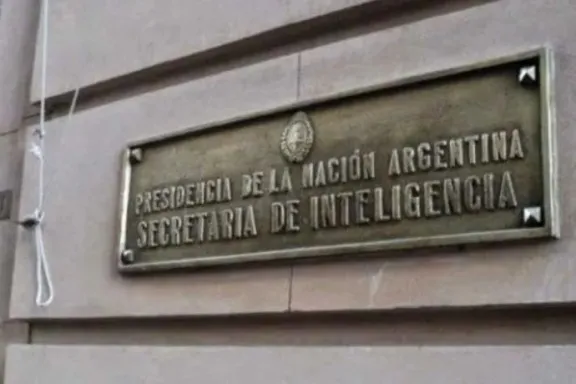 PRESIDENCIA DE LA NACIÓN ARGENTINA
SECRETARIA DE INTELIGENCIA